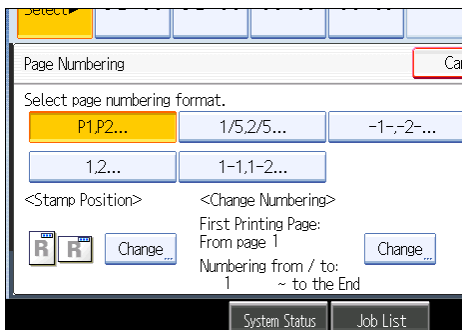 Select►
Page Numbering
Ca
Select page numbering format.
P1,P2...
1/5,2/5...
-1-,-2-...
1,2...
1-1,1-2...
<Stamp Position>
<Change Numbering>
First Printing Page:
From page 1
R R
Change
Change
Numbering from / to:
1 ~ to the End
System Status
Job List